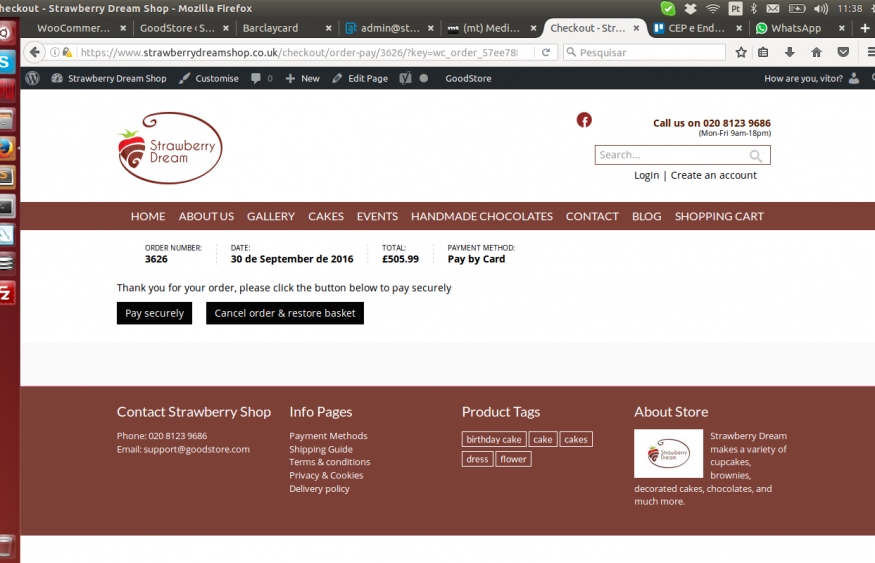 heckout - Strawberry Dream Shop - Mozilla Firefox
Pt
11:38
WooCommer...
GoodStore ‹ S...
Barclaycard
admin@st...
(mt) Medi...
Checkout - Str...
CEP e End...
WhatsApp
https://www.strawberrydreamshop.co.uk/checkout/order-pay/3626/?key=wc_order_57ee78
Pesquisar
Strawberry Dream Shop
Customise
0
New
Edit Page
GoodStore
How are you, vitor?
Strawberry
Dream
Call us on 020 8123 9686
(Mon-Fri 9am-18pm)
Search...
Login | Create an account
HOME ABOUT US GALLERY CAKES EVENTS HANDMADE CHOCOLATES CONTACT BLOG SHOPPING CART
ORDER NUMBER: DATE: TOTAL: PAYMENT METHOD:
3626 30 de September de 2016 £505.99 Pay by Card
Thank you for your order, please click the button below to pay securely
Pay securely Cancel order & restore basket
Contact Strawberry Shop
Phone: 020 8123 9686
Email: support@goodstore.com
Info Pages
Payment Methods
Shipping Guide
Terms & conditions
Privacy & Cookies
Delivery policy
Product Tags
birthday cake cake cakes
dress flower
About Store
Strawberry
Dream
Strawberry Dream
makes a variety of
cupcakes,
brownies,
decorated cakes, chocolates, and
much more.